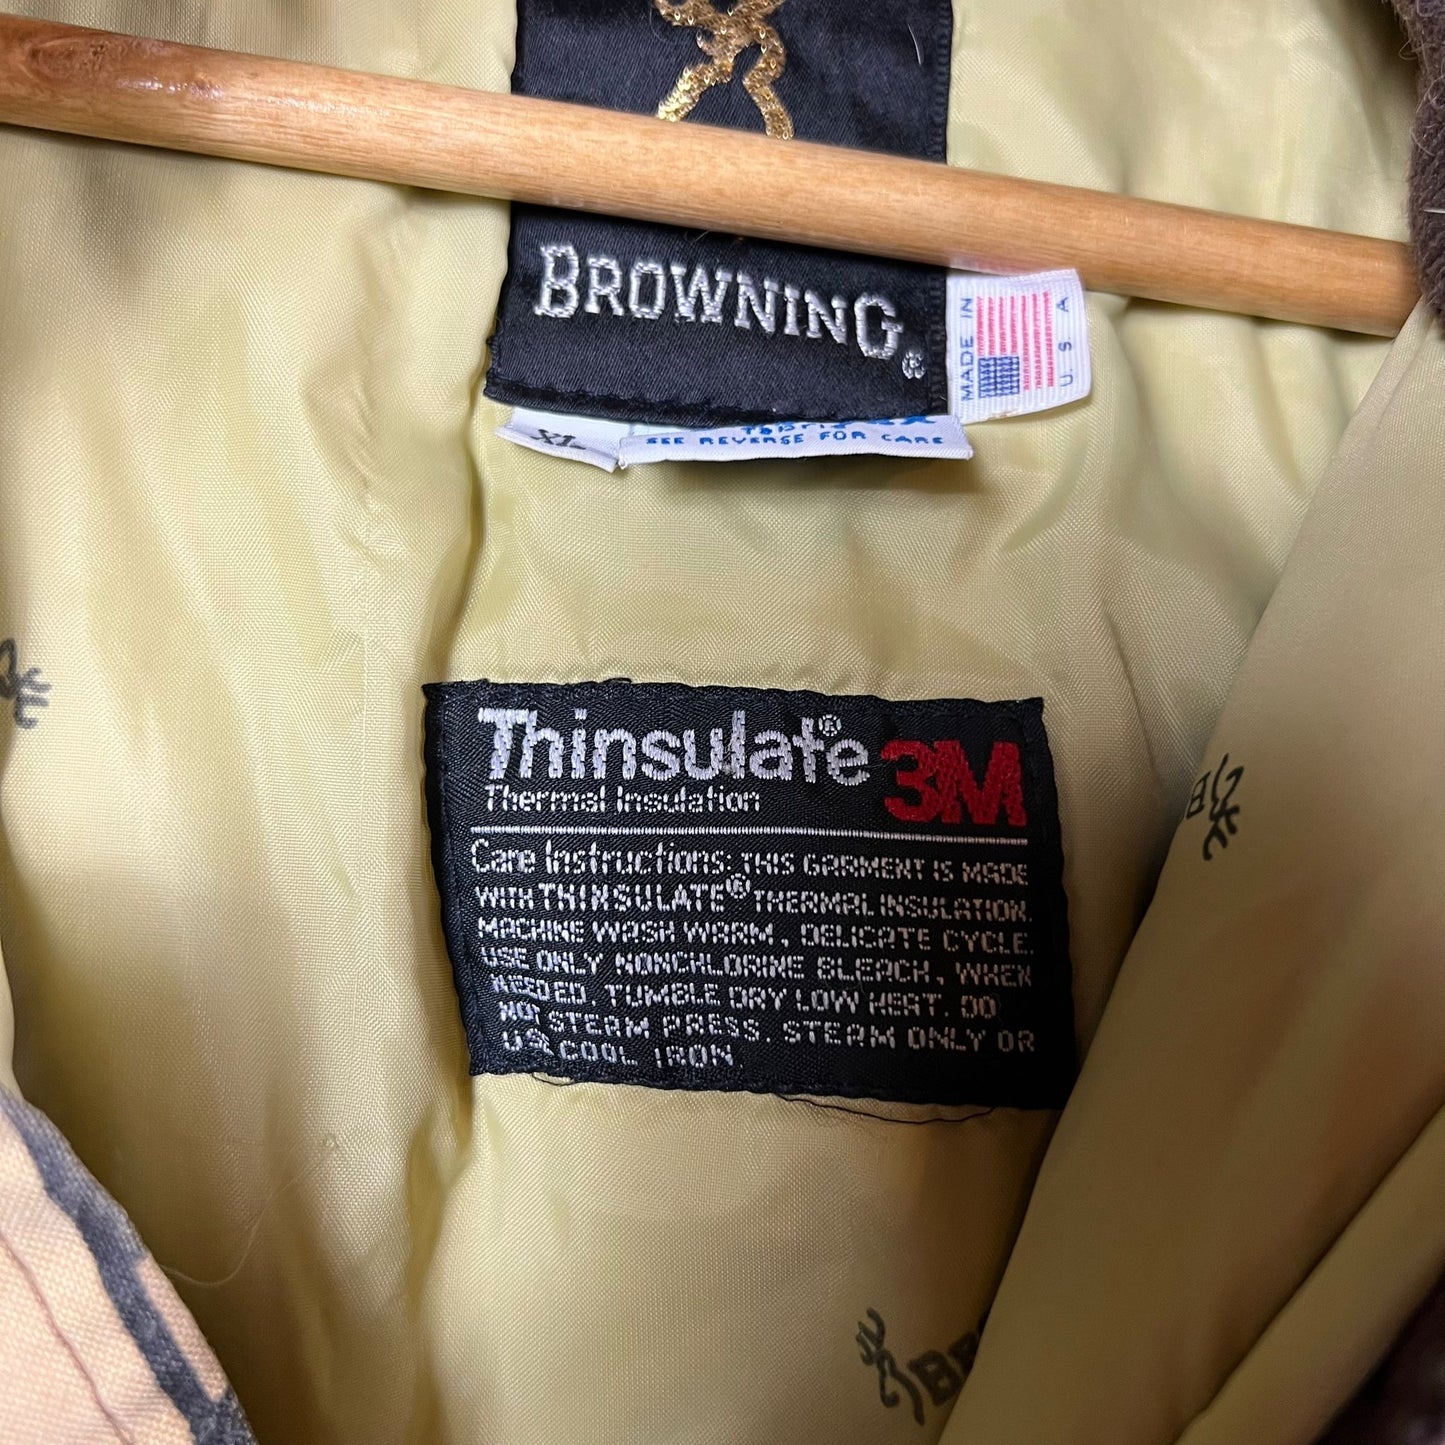 BROWNING®
MADE IN
U S A
XL
SEE REVERSE FOR CARE
Thinsulate® 3M
Thermal Insulation
Care Instructions: THIS GARMENT IS MADE
WITH THINSULATE® THERMAL INSULATION.
MACHINE WASH WARM, DELICATE CYCLE.
USE ONLY NONCHLORINE BLEACH, WHEN
NEEDED. TUMBLE DRY LOW HEAT. DO
NOT STEAM PRESS. STEAM ONLY OR
USE COOL IRON.